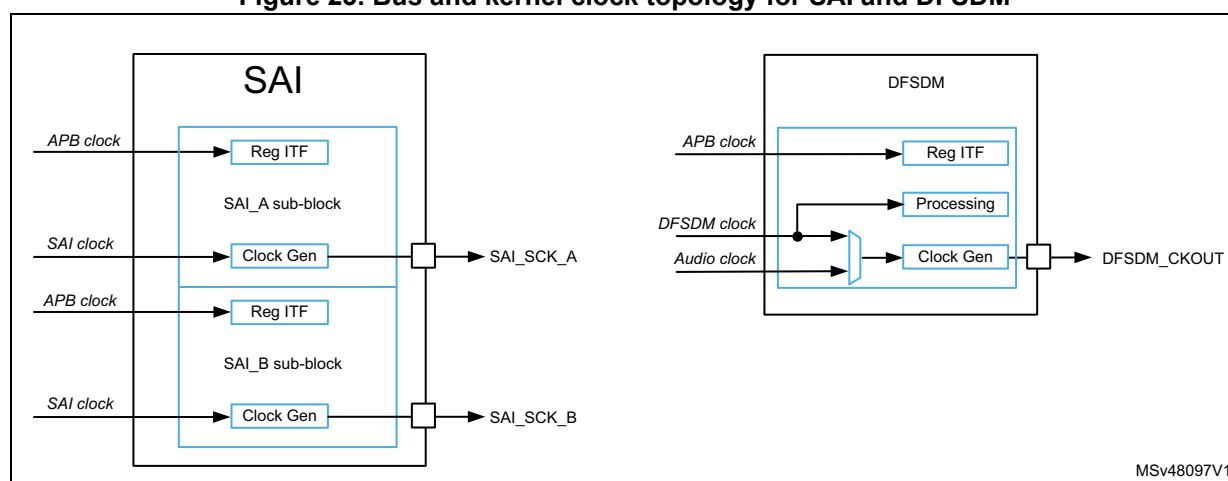 Figure 23. Bus and kernel clock topology for SAI and DFSDM
SAI
APB clock
Reg ITF
SAI_A sub-block
SAI clock
Clock Gen
SAI_SCK_A
APB clock
Reg ITF
SAI_B sub-block
SAI clock
Clock Gen
SAI_SCK_B
DFSDM
APB clock
Reg ITF
Processing
DFSDM clock
Audio clock
Clock Gen
DFSDM_CKOUT
MSv48097V1